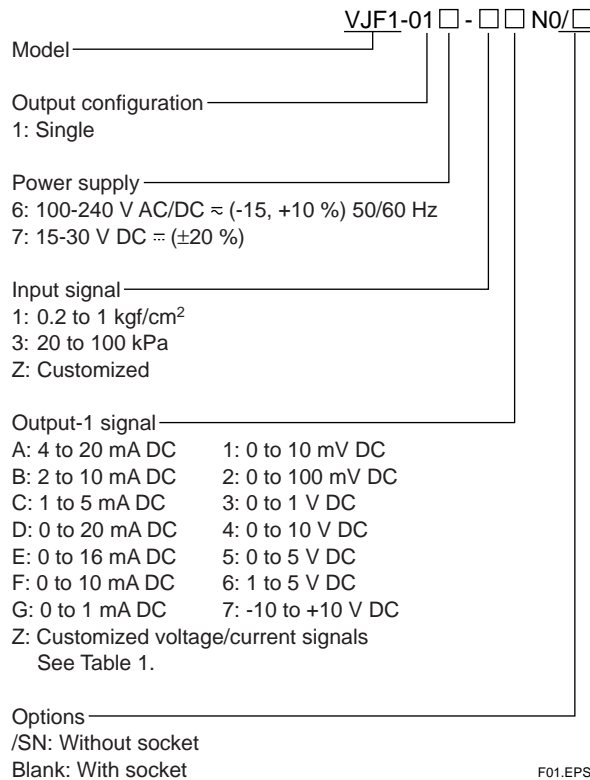 VJF1-01□ - □□ N0/□
Model
Output configuration
1: Single
Power supply
6: 100-240 V AC/DC ≂ (-15, +10 %) 50/60 Hz
7: 15-30 V DC ⎓ (±20 %)
Input signal
1: 0.2 to 1 kgf/cm²
3: 20 to 100 kPa
Z: Customized
Output-1 signal
A: 4 to 20 mA DC 1: 0 to 10 mV DC
B: 2 to 10 mA DC 2: 0 to 100 mV DC
C: 1 to 5 mA DC 3: 0 to 1 V DC
D: 0 to 20 mA DC 4: 0 to 10 V DC
E: 0 to 16 mA DC 5: 0 to 5 V DC
F: 0 to 10 mA DC 6: 1 to 5 V DC
G: 0 to 1 mA DC 7: -10 to +10 V DC
Z: Customized voltage/current signals
See Table 1.
Options
/SN: Without socket
Blank: With socket
F01.EPS